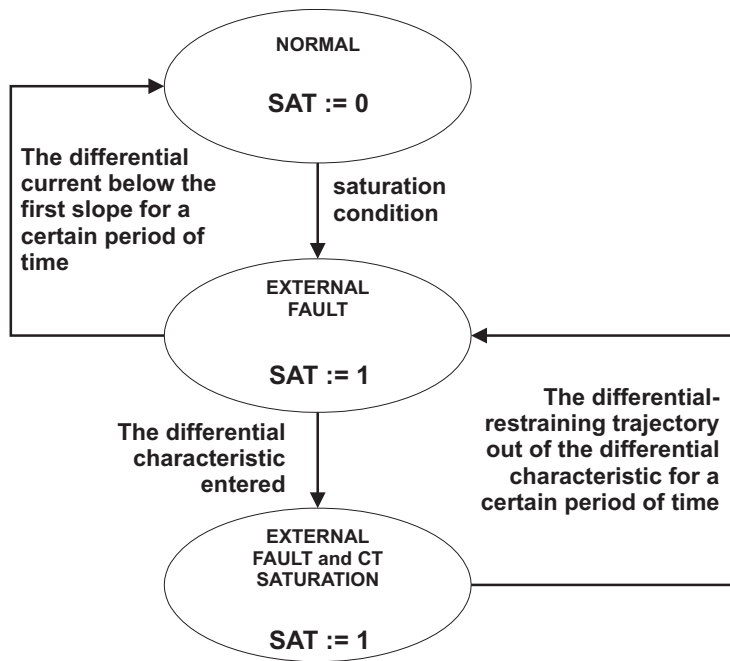 NORMAL
SAT := 0
The differential
current below the
first slope for a
certain period of
time
saturation
condition
EXTERNAL
FAULT
SAT := 1
The differential
characteristic
entered
The differential-
restraining trajectory
out of the differential
characteristic for a
certain period of time
EXTERNAL
FAULT and CT
SATURATION
SAT := 1